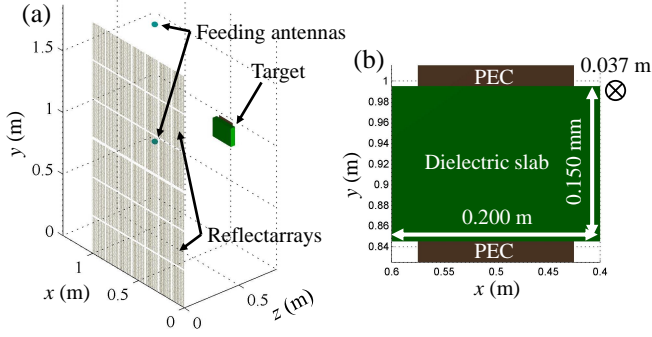 (a)
Feeding antennas
Target
Reflectarrays
1.5
1
0.5
0
y (m)
1
0.5
0
x (m)
0
0.5
z (m)
(b)
0.037 m
PEC
Dielectric slab
0.150 mm
0.200 m
PEC
1
0.98
0.96
0.94
0.92
0.9
0.88
0.86
0.84
y (m)
0.6
0.55
0.5
0.45
0.4
x (m)